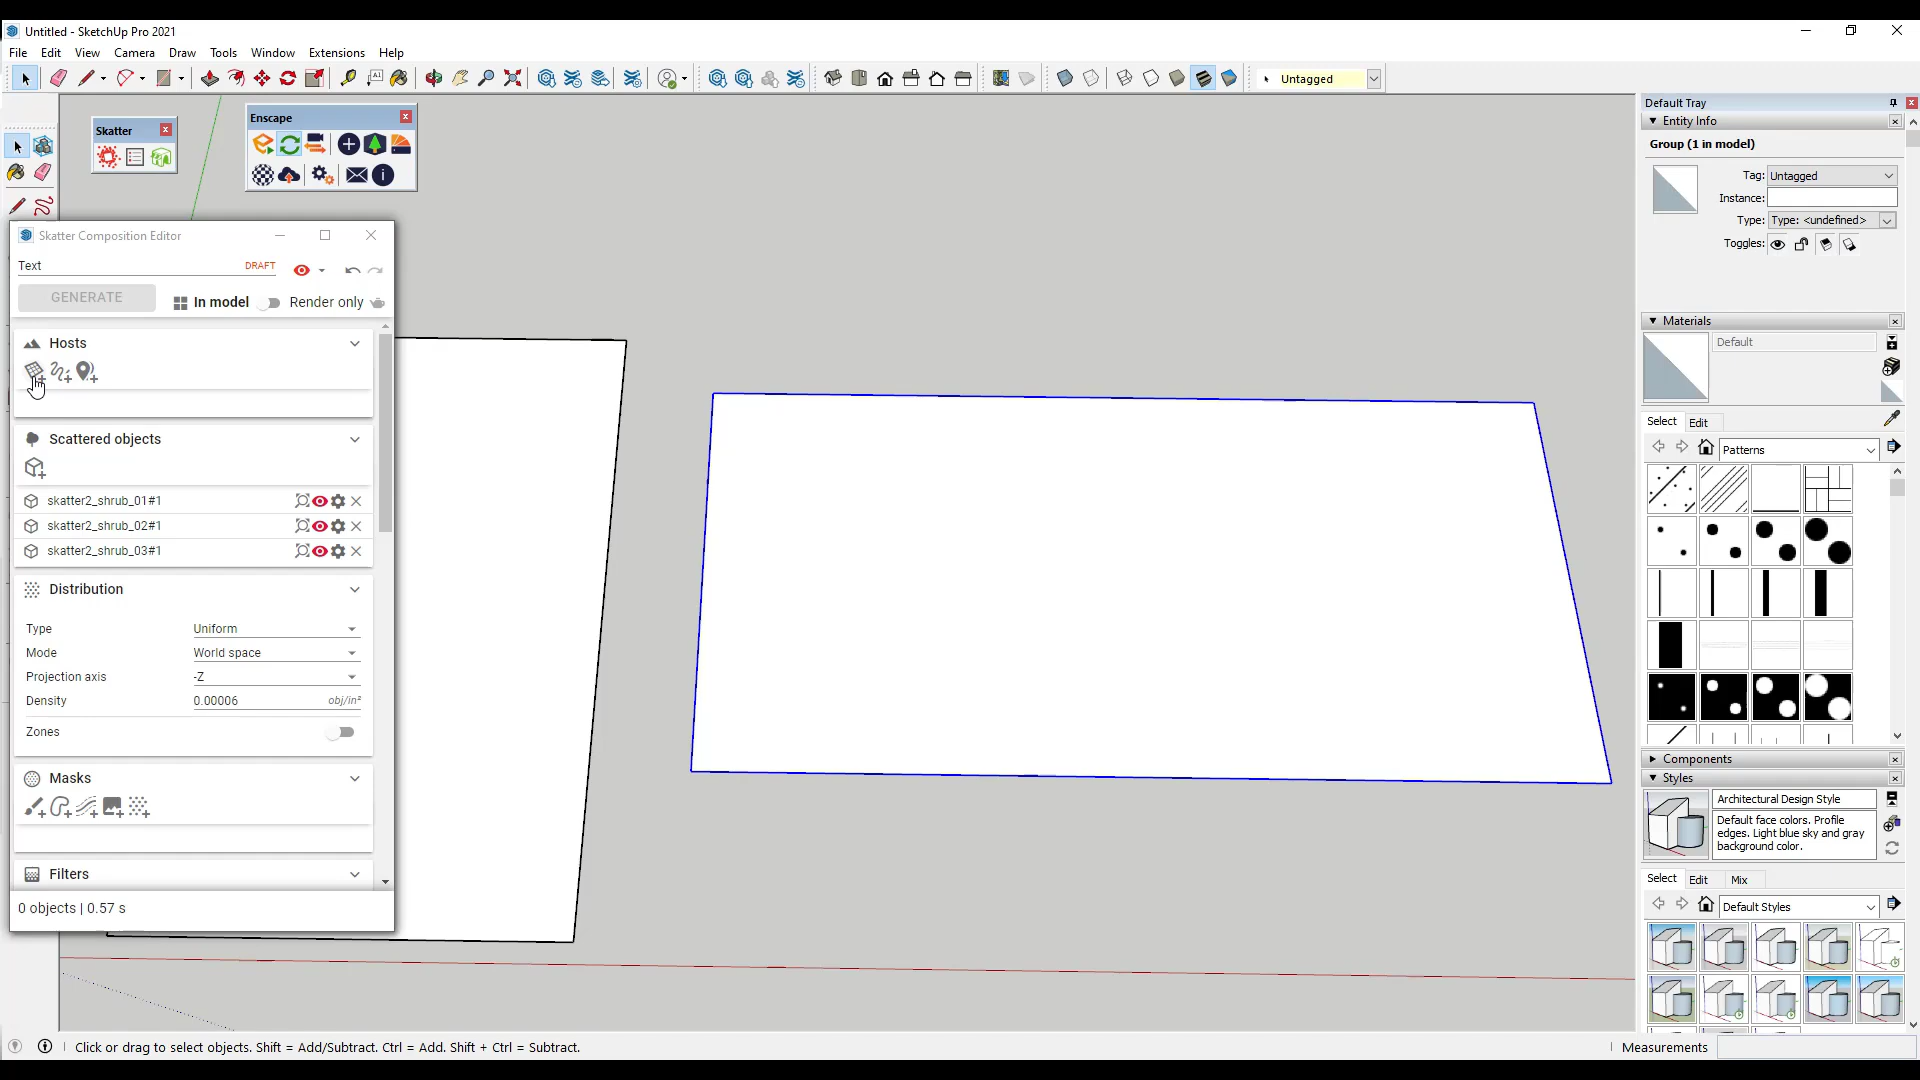 Untitled - SketchUp Pro 2021
File Edit View Camera Draw Tools Window Extensions Help
Untagged
Skatter
Enscape
Skatter Composition Editor
Text DRAFT
GENERATE In model Render only
Hosts
Scattered objects
skatter2_shrub_01#1
skatter2_shrub_02#1
skatter2_shrub_03#1
Distribution
Type Uniform
Mode World space
Projection axis -Z
Density 0.00006 obj/in²
Zones
Masks
Filters
0 objects | 0.57 s
Default Tray
Entity Info
Group (1 in model)
Tag: Untagged
Instance:
Type: Type: <undefined>
Toggles:
Materials
Default
Select Edit
Patterns
Components
Styles
Architectural Design Style
Default face colors. Profile
edges. Light blue sky and gray
background color.
Select Edit Mix
Default Styles
Click or drag to select objects. Shift = Add/Subtract. Ctrl = Add. Shift + Ctrl = Subtract.
Measurements